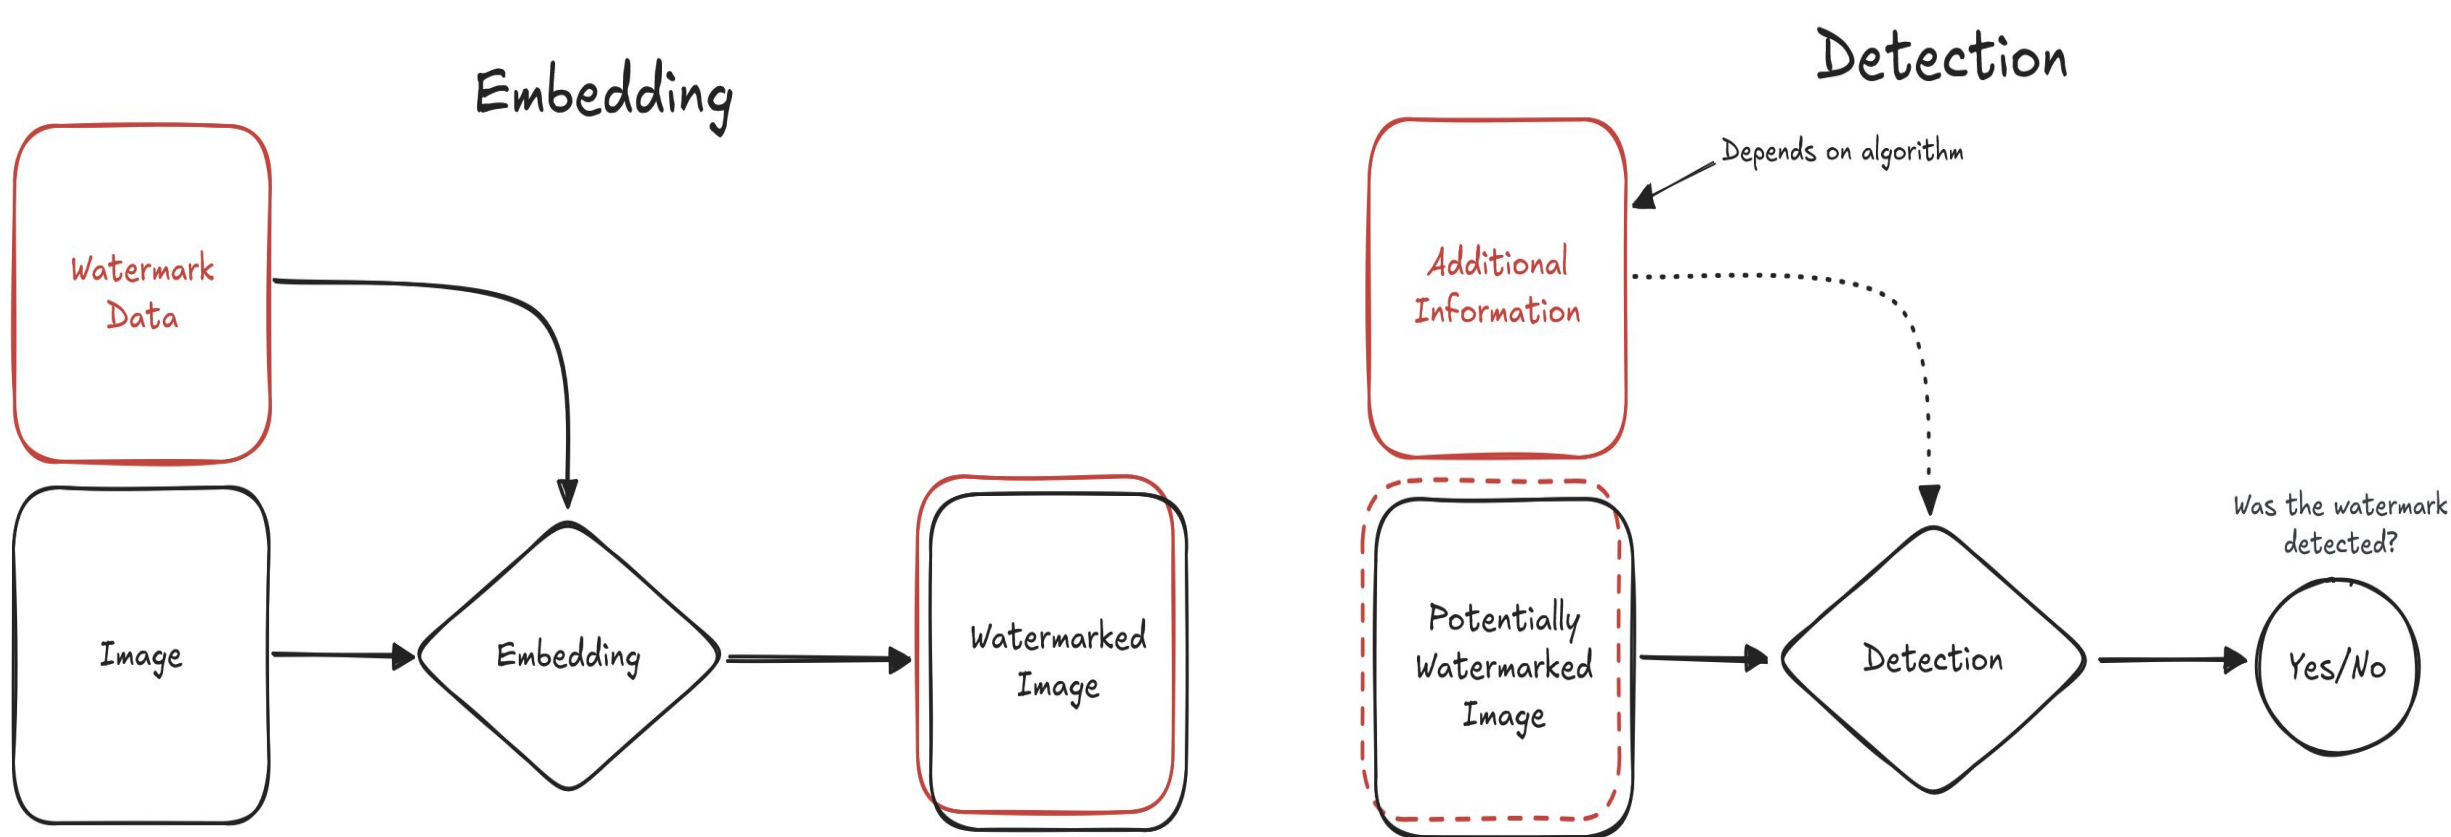 Embedding
Watermark
Data
Image
Embedding
Watermarked
Image
Detection
Depends on algorithm
Additional
Information
Potentially
Watermarked
Image
Detection
Was the watermark
detected?
Yes/No